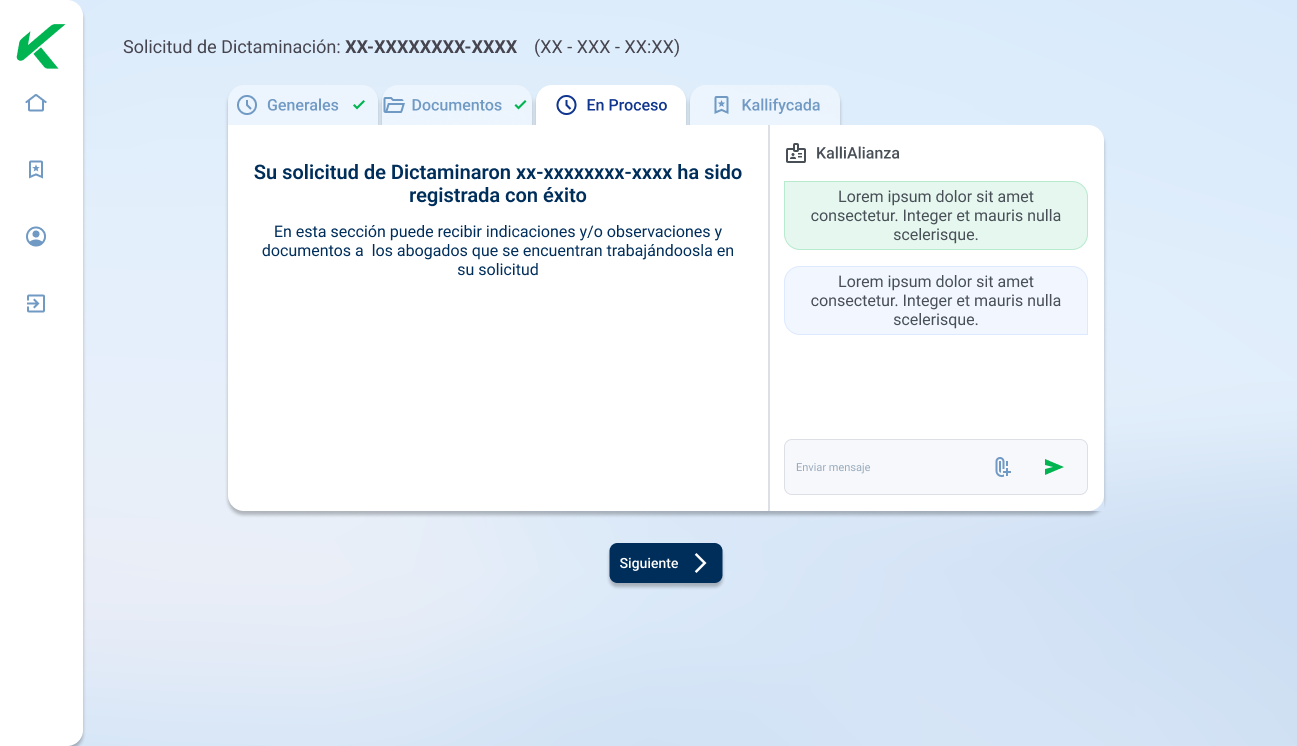 Solicitud de Dictaminación: XX-XXXXXXXX-XXXX (XX - XXX - XX:XX)
Generales
Documentos
En Proceso
Kallifycada
Su solicitud de Dictaminaron xx-xxxxxxxx-xxxx ha sido
registrada con éxito
En esta sección puede recibir indicaciones y/o observaciones y
documentos a los abogados que se encuentran trabajándoosla en
su solicitud
KalliAlianza
Lorem ipsum dolor sit amet
consectetur. Integer et mauris nulla
scelerisque.
Lorem ipsum dolor sit amet
consectetur. Integer et mauris nulla
scelerisque.
Enviar mensaje
Siguiente